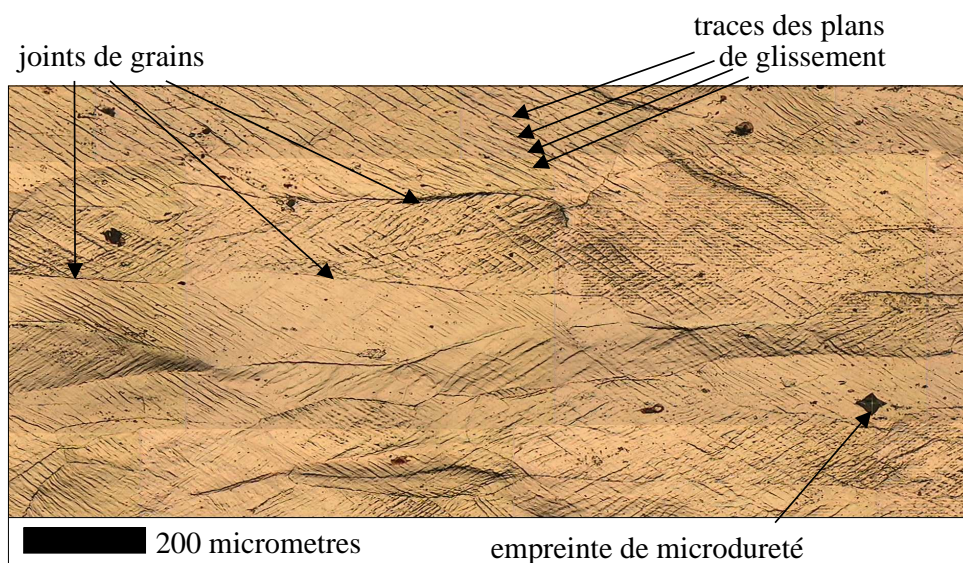 traces des plans
de glissement
joints de grains
200 micrometres
empreinte de microdureté